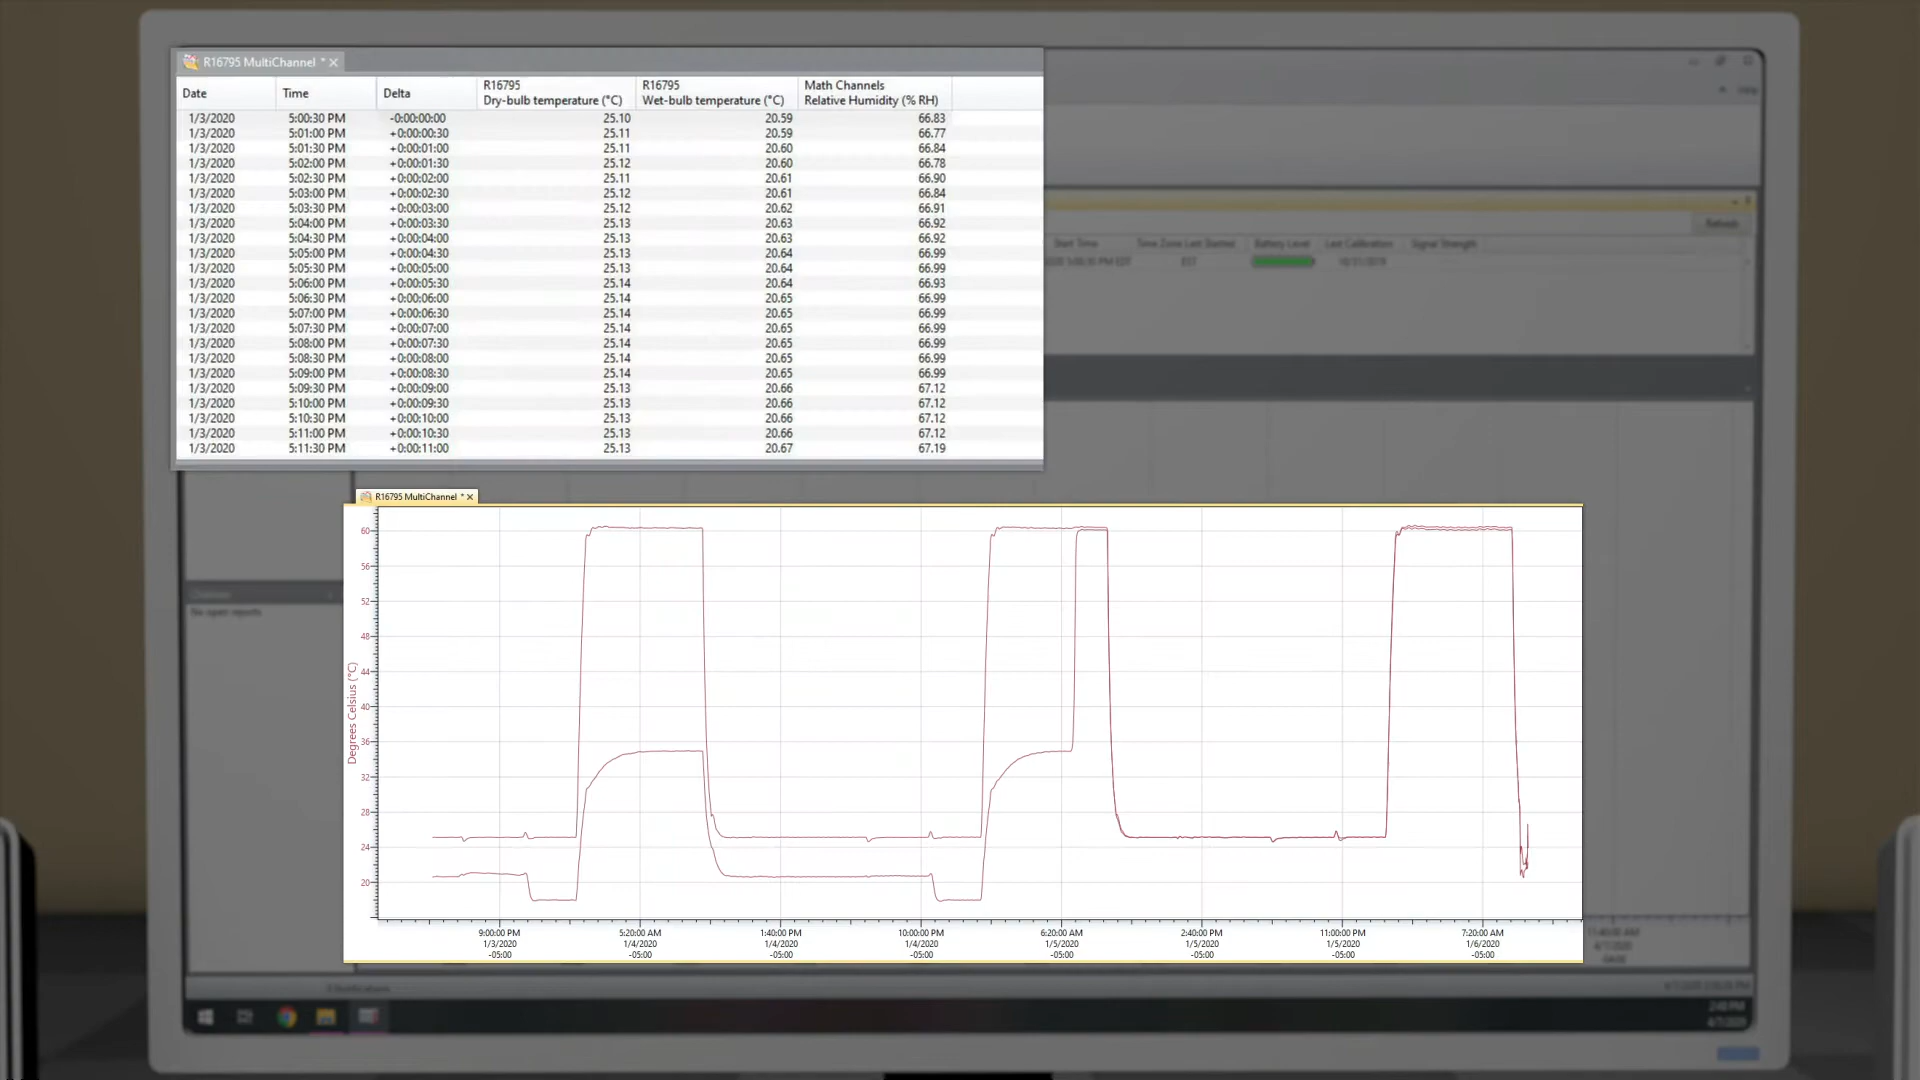 R16795 MultiChannel *
Date Time Delta R16795 Dry-bulb temperature (°C) R16795 Wet-bulb temperature (°C) Math Channels Relative Humidity (% RH)
1/3/2020 5:00:30 PM -0:00:00:00 25.10 20.59 66.83
1/3/2020 5:01:00 PM +0:00:00:30 25.11 20.59 66.77
1/3/2020 5:01:30 PM +0:00:01:00 25.11 20.60 66.84
1/3/2020 5:02:00 PM +0:00:01:30 25.12 20.60 66.78
1/3/2020 5:02:30 PM +0:00:02:00 25.11 20.61 66.90
1/3/2020 5:03:00 PM +0:00:02:30 25.12 20.61 66.84
1/3/2020 5:03:30 PM +0:00:03:00 25.12 20.62 66.91
1/3/2020 5:04:00 PM +0:00:03:30 25.13 20.63 66.92
1/3/2020 5:04:30 PM +0:00:04:00 25.13 20.63 66.92
1/3/2020 5:05:00 PM +0:00:04:30 25.13 20.64 66.99
1/3/2020 5:05:30 PM +0:00:05:00 25.13 20.64 66.99
1/3/2020 5:06:00 PM +0:00:05:30 25.14 20.64 66.93
1/3/2020 5:06:30 PM +0:00:06:00 25.14 20.65 66.99
1/3/2020 5:07:00 PM +0:00:06:30 25.14 20.65 66.99
1/3/2020 5:07:30 PM +0:00:07:00 25.14 20.65 66.99
1/3/2020 5:08:00 PM +0:00:07:30 25.14 20.65 66.99
1/3/2020 5:08:30 PM +0:00:08:00 25.14 20.65 66.99
1/3/2020 5:09:00 PM +0:00:08:30 25.14 20.65 66.99
1/3/2020 5:09:30 PM +0:00:09:00 25.13 20.66 67.12
1/3/2020 5:10:00 PM +0:00:09:30 25.13 20.66 67.12
1/3/2020 5:10:30 PM +0:00:10:00 25.13 20.66 67.12
1/3/2020 5:11:00 PM +0:00:10:30 25.13 20.66 67.12
1/3/2020 5:11:30 PM +0:00:11:00 25.13 20.67 67.19
Start Time Time Zone Last Started Battery Level Last Calibration Signal Strength
EST
Refresh
No open reports
R16795 MultiChannel *
Degrees Celsius (°C)
60
56
52
48
44
40
36
32
28
24
20
9:00:00 PM 5:20:00 AM 1:40:00 PM 10:00:00 PM 6:20:00 AM 2:40:00 PM 11:00:00 PM 7:20:00 AM
1/3/2020 1/4/2020 1/4/2020 1/4/2020 1/5/2020 1/5/2020 1/5/2020 1/6/2020
-05:00 -05:00 -05:00 -05:00 -05:00 -05:00 -05:00 -05:00